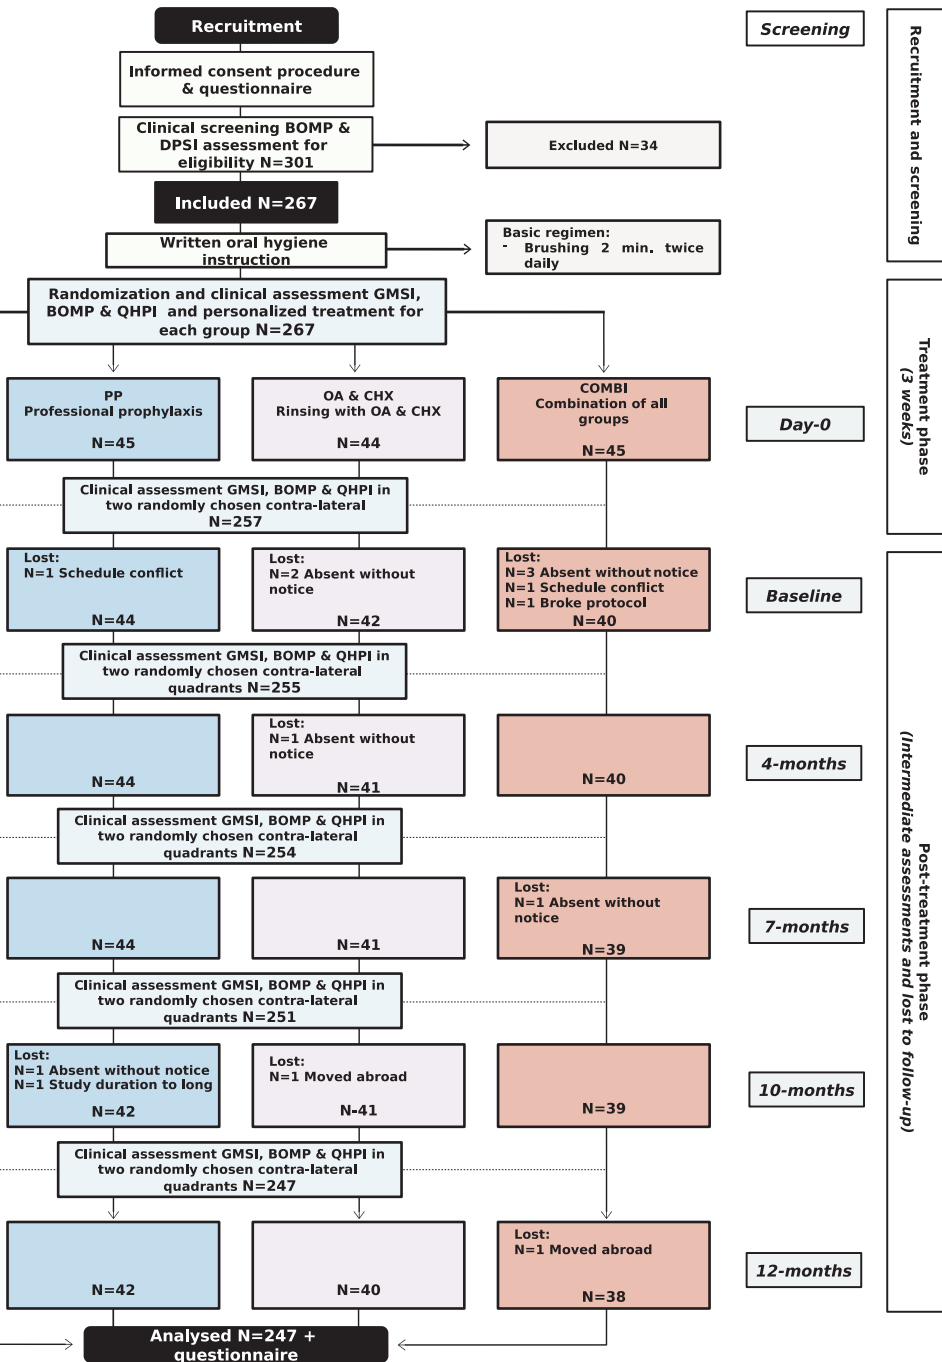 Recruitment
Screening
Informed consent procedure
& questionnaire
Clinical screening BOMP &
DPSI assessment for
eligibility N=301
Excluded N=34
Included N=267
Written oral hygiene
instruction
Basic regimen:
- Brushing 2 min. twice
daily
Recruitment and screening
Randomization and clinical assessment GMSI,
BOMP & QHPI and personalized treatment for
each group N=267
PP
Professional prophylaxis
N=45
OA & CHX
Rinsing with OA & CHX
N=44
COMBI
Combination of all
groups
N=45
Day-0
Treatment phase
(3 weeks)
Clinical assessment GMSI, BOMP & QHPI in
two randomly chosen contra-lateral
N=257
Lost:
N=1 Schedule conflict
N=44
Lost:
N=2 Absent without
notice
N=42
Lost:
N=3 Absent without notice
N=1 Schedule conflict
N=1 Broke protocol
N=40
Baseline
Clinical assessment GMSI, BOMP & QHPI in
two randomly chosen contra-lateral
quadrants N=255
N=44
Lost:
N=1 Absent without
notice
N=41
N=40
4-months
Clinical assessment GMSI, BOMP & QHPI in
two randomly chosen contra-lateral
quadrants N=254
N=44
N=41
Lost:
N=1 Absent without
notice
N=39
7-months
Clinical assessment GMSI, BOMP & QHPI in
two randomly chosen contra-lateral
quadrants N=251
Lost:
N=1 Absent without notice
N=1 Study duration to long
N=42
Lost:
N=1 Moved abroad
N-41
N=39
10-months
Clinical assessment GMSI, BOMP & QHPI in
two randomly chosen contra-lateral
quadrants N=247
N=42
N=40
Lost:
N=1 Moved abroad
N=38
12-months
Post-treatment phase
(Intermediate assessments and lost to follow-up)
Analysed N=247 +
questionnaire